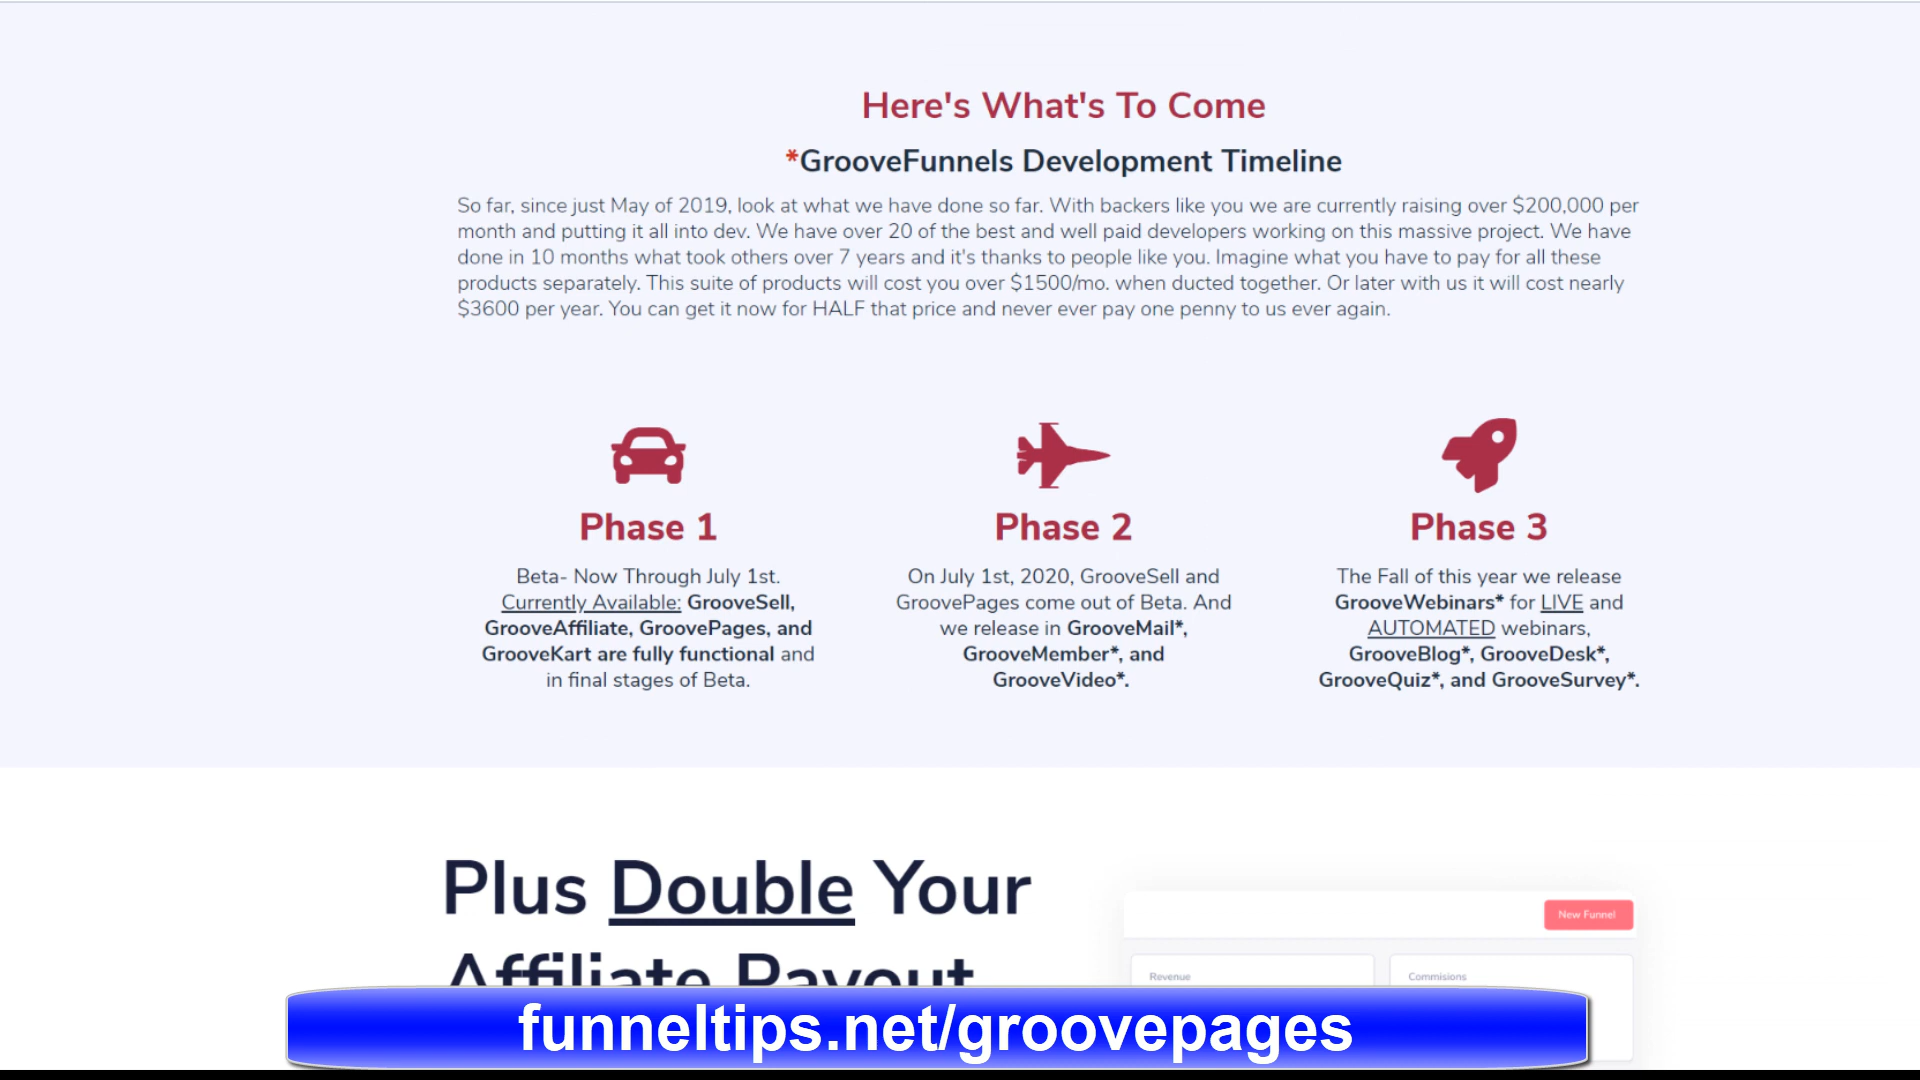 Here's What's To Come
*GrooveFunnels Development Timeline
So far, since just May of 2019, look at what we have done so far. With backers like you we are currently raising over $200,000 per
month and putting it all into dev. We have over 20 of the best and well paid developers working on this massive project. We have
done in 10 months what took others over 7 years and it's thanks to people like you. Imagine what you have to pay for all these
products separately. This suite of products will cost you over $1500/mo. when ducted together. Or later with us it will cost nearly
$3600 per year. You can get it now for HALF that price and never ever pay one penny to us ever again.
Phase 1
Beta- Now Through July 1st.
Currently Available: GrooveSell,
GrooveAffiliate, GroovePages, and
GrooveKart are fully functional and
in final stages of Beta.
Phase 2
On July 1st, 2020, GrooveSell and
GroovePages come out of Beta. And
we release in GrooveMail*,
GrooveMember*, and
GrooveVideo*.
Phase 3
The Fall of this year we release
GrooveWebinars* for LIVE and
AUTOMATED webinars,
GrooveBlog*, GrooveDesk*,
GrooveQuiz*, and GrooveSurvey*.
Plus Double Your
Affiliate Payout
New Funnel
Revenue
Commisions
funneltips.net/groovepages